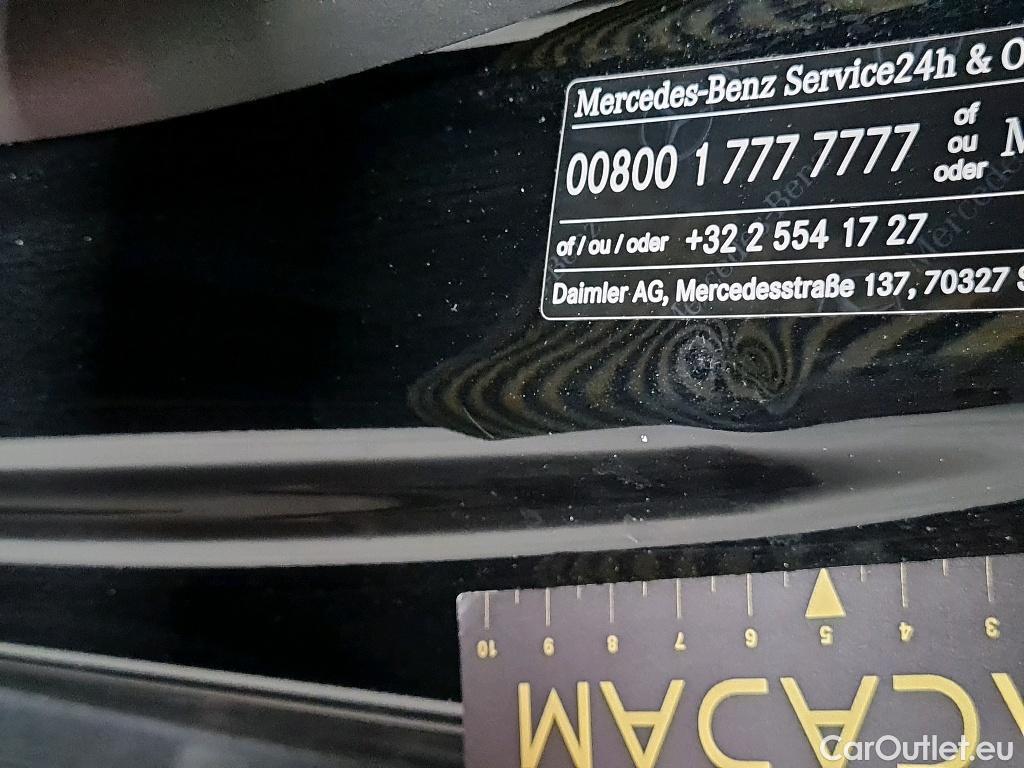 Mercedes-Benz Service24h & O
00800 1 777 7777
of
ou
oder
of / ou / oder +32 2 554 17 27
Daimler AG, Mercedesstraße 137, 70327
10 9 8 7 6 5 4 3
MACADAM
CarOutlet.eu